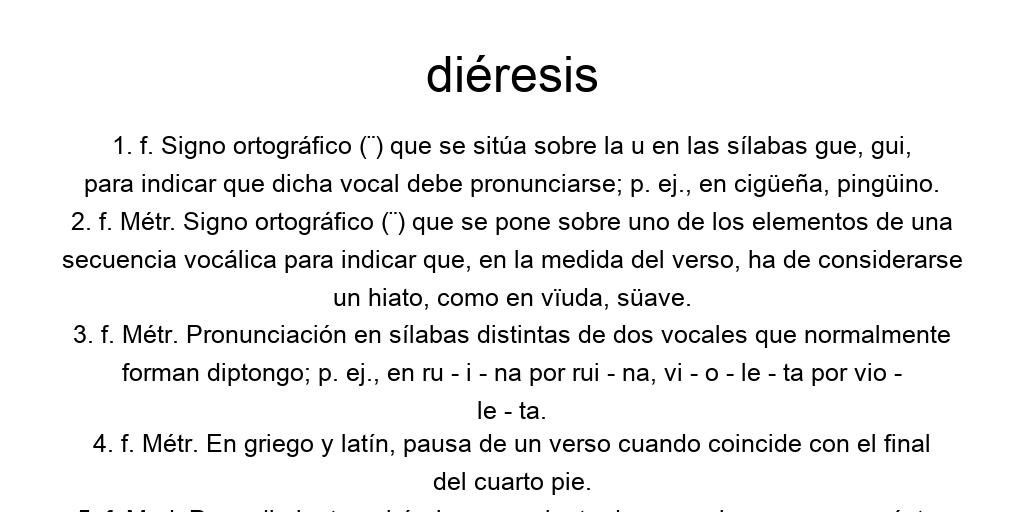 diéresis
1. f. Signo ortográfico (¨) que se sitúa sobre la u en las sílabas gue, gui,
para indicar que dicha vocal debe pronunciarse; p. ej., en cigüeña, pingüino.
2. f. Métr. Signo ortográfico (¨) que se pone sobre uno de los elementos de una
secuencia vocálica para indicar que, en la medida del verso, ha de considerarse
un hiato, como en vïuda, süave.
3. f. Métr. Pronunciación en sílabas distintas de dos vocales que normalmente
forman diptongo; p. ej., en ru - i - na por rui - na, vi - o - le - ta por vio -
le - ta.
4. f. Métr. En griego y latín, pausa de un verso cuando coincide con el final
del cuarto pie.